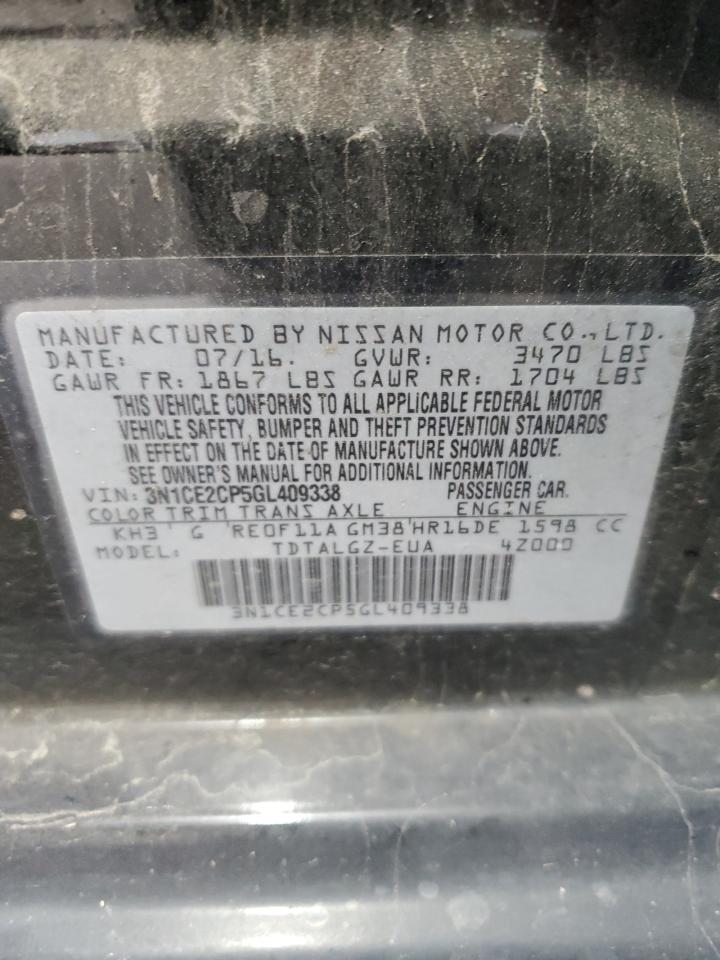 MANUFACTURED BY NISSAN MOTOR CO., LTD.
DATE: 07/16. GVWR: 3470 LBS
GAWR FR: 1867 LBS GAWR RR: 1704 LBS
THIS VEHICLE CONFORMS TO ALL APPLICABLE FEDERAL MOTOR
VEHICLE SAFETY, BUMPER AND THEFT PREVENTION STANDARDS
IN EFFECT ON THE DATE OF MANUFACTURE SHOWN ABOVE.
SEE OWNER'S MANUAL FOR ADDITIONAL INFORMATION.
VIN: 3N1CE2CP5GL409338 PASSENGER CAR.
COLOR TRIM TRANS AXLE ENGINE
KH3 G RE0F11A GM38 HR16DE 1598 CC
MODEL: TDTALGZ-EUA 4Z000
3N1CE2CP5GL409338